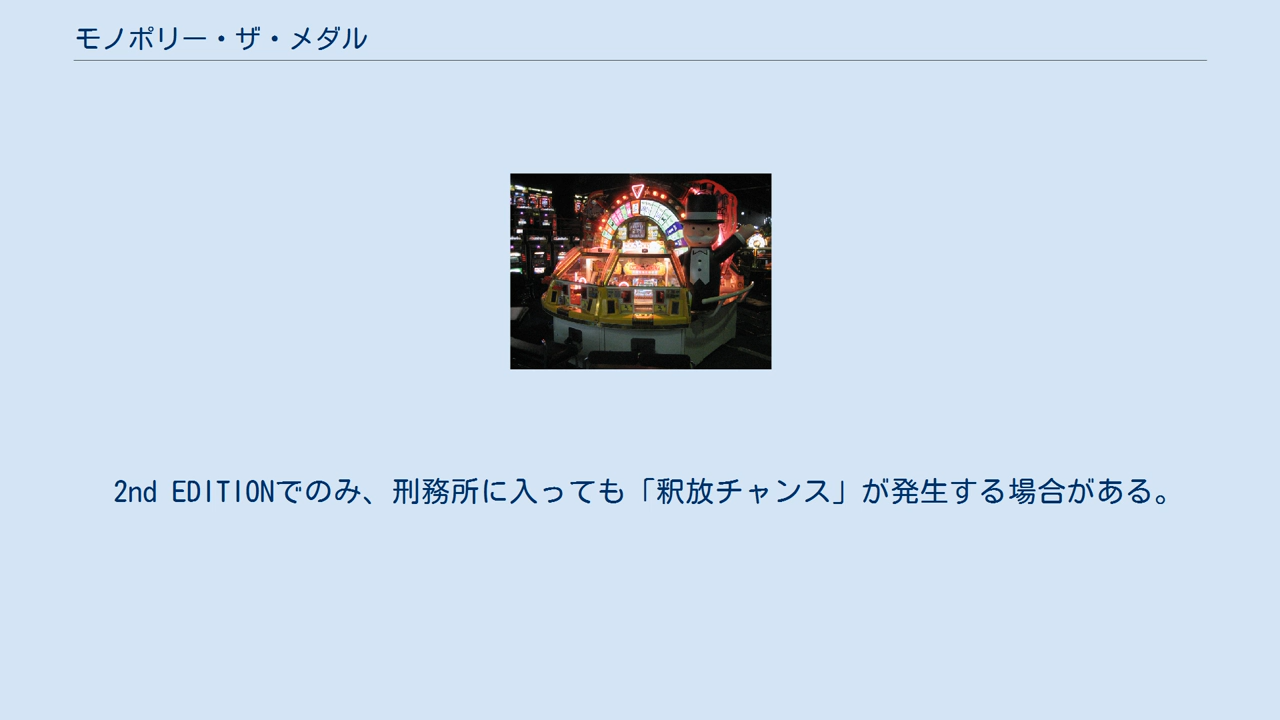 モノポリー・ザ・メダル
2nd EDITIONでのみ、刑務所に入っても「釈放チャンス」が発生する場合がある。